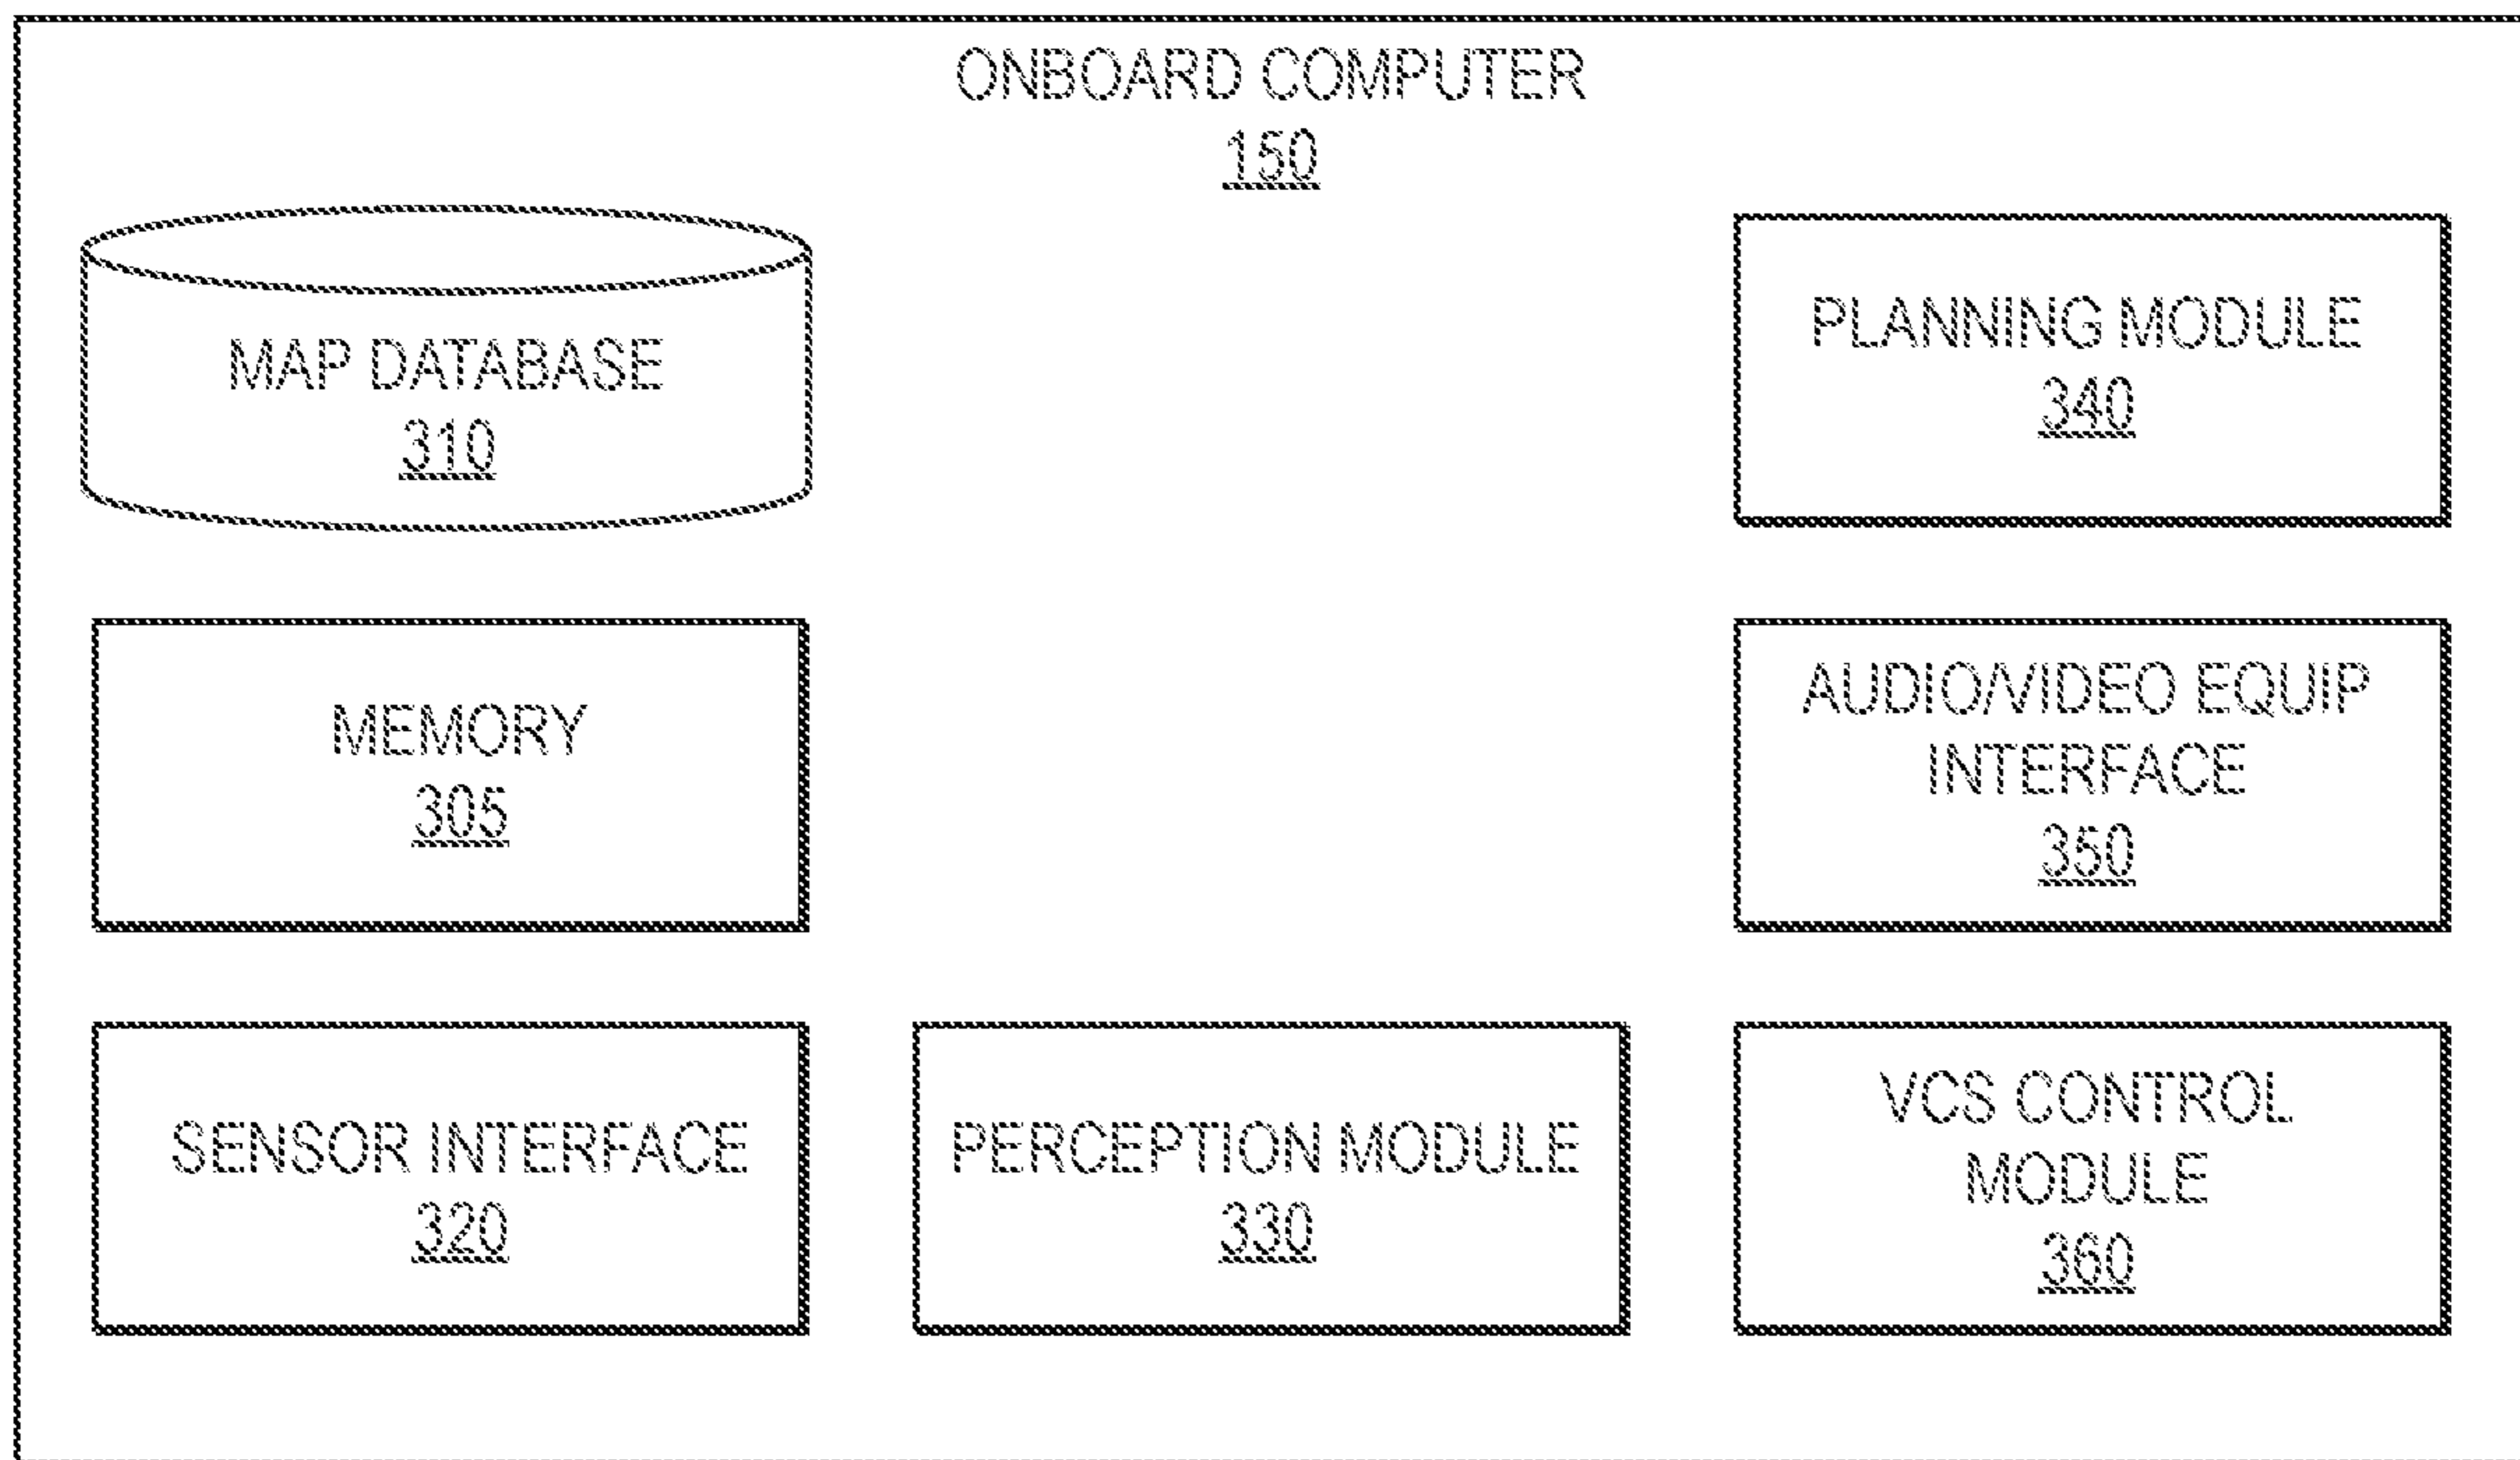 ONBOARD COMPUTER
150
MAP DATABASE
310
PLANNING MODULE
340
MEMORY
305
AUDIO/VIDEO EQUIP
INTERFACE
350
SENSOR INTERFACE
320
PERCEPTION MODULE
330
VCS CONTROL
MODULE
360